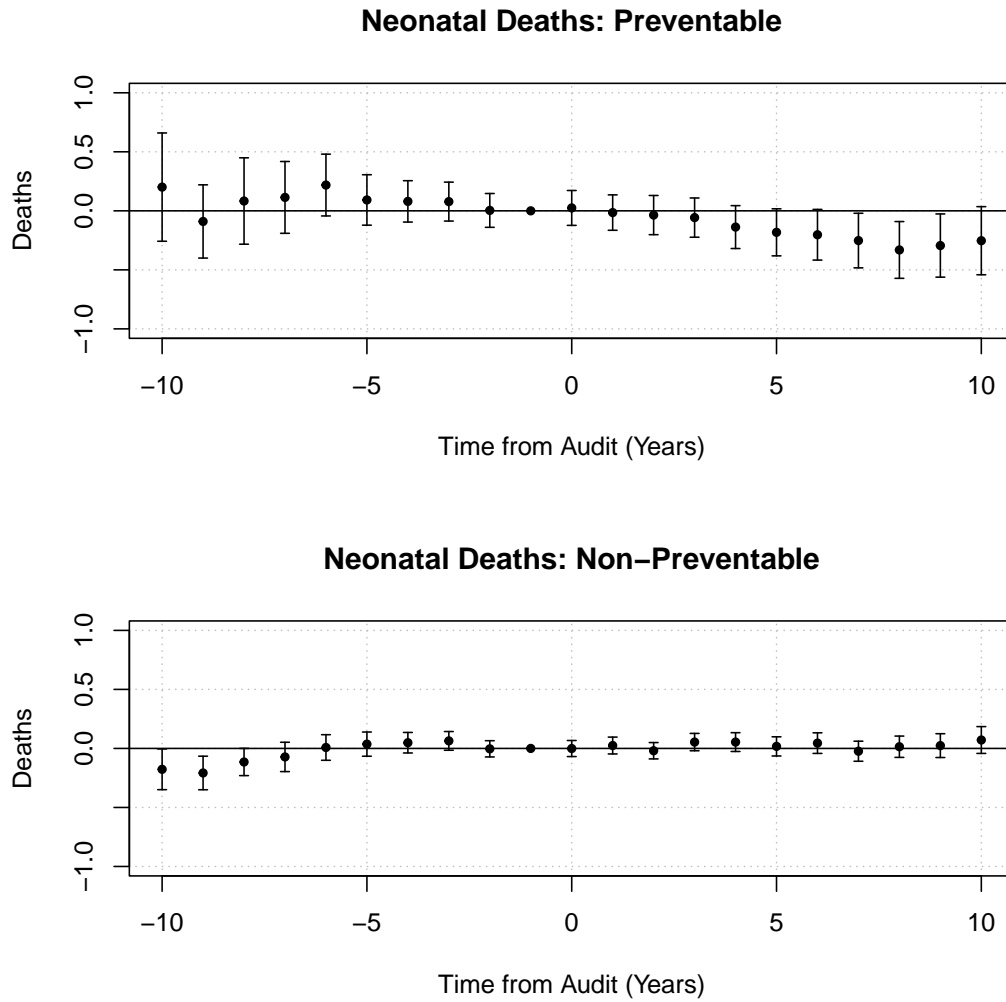 Neonatal Deaths: Preventable
1.0
0.5
0.0
−1.0
Deaths
−10 −5 0 5 10
Time from Audit (Years)
Neonatal Deaths: Non−Preventable
1.0
0.5
0.0
−1.0
Deaths
−10 −5 0 5 10
Time from Audit (Years)